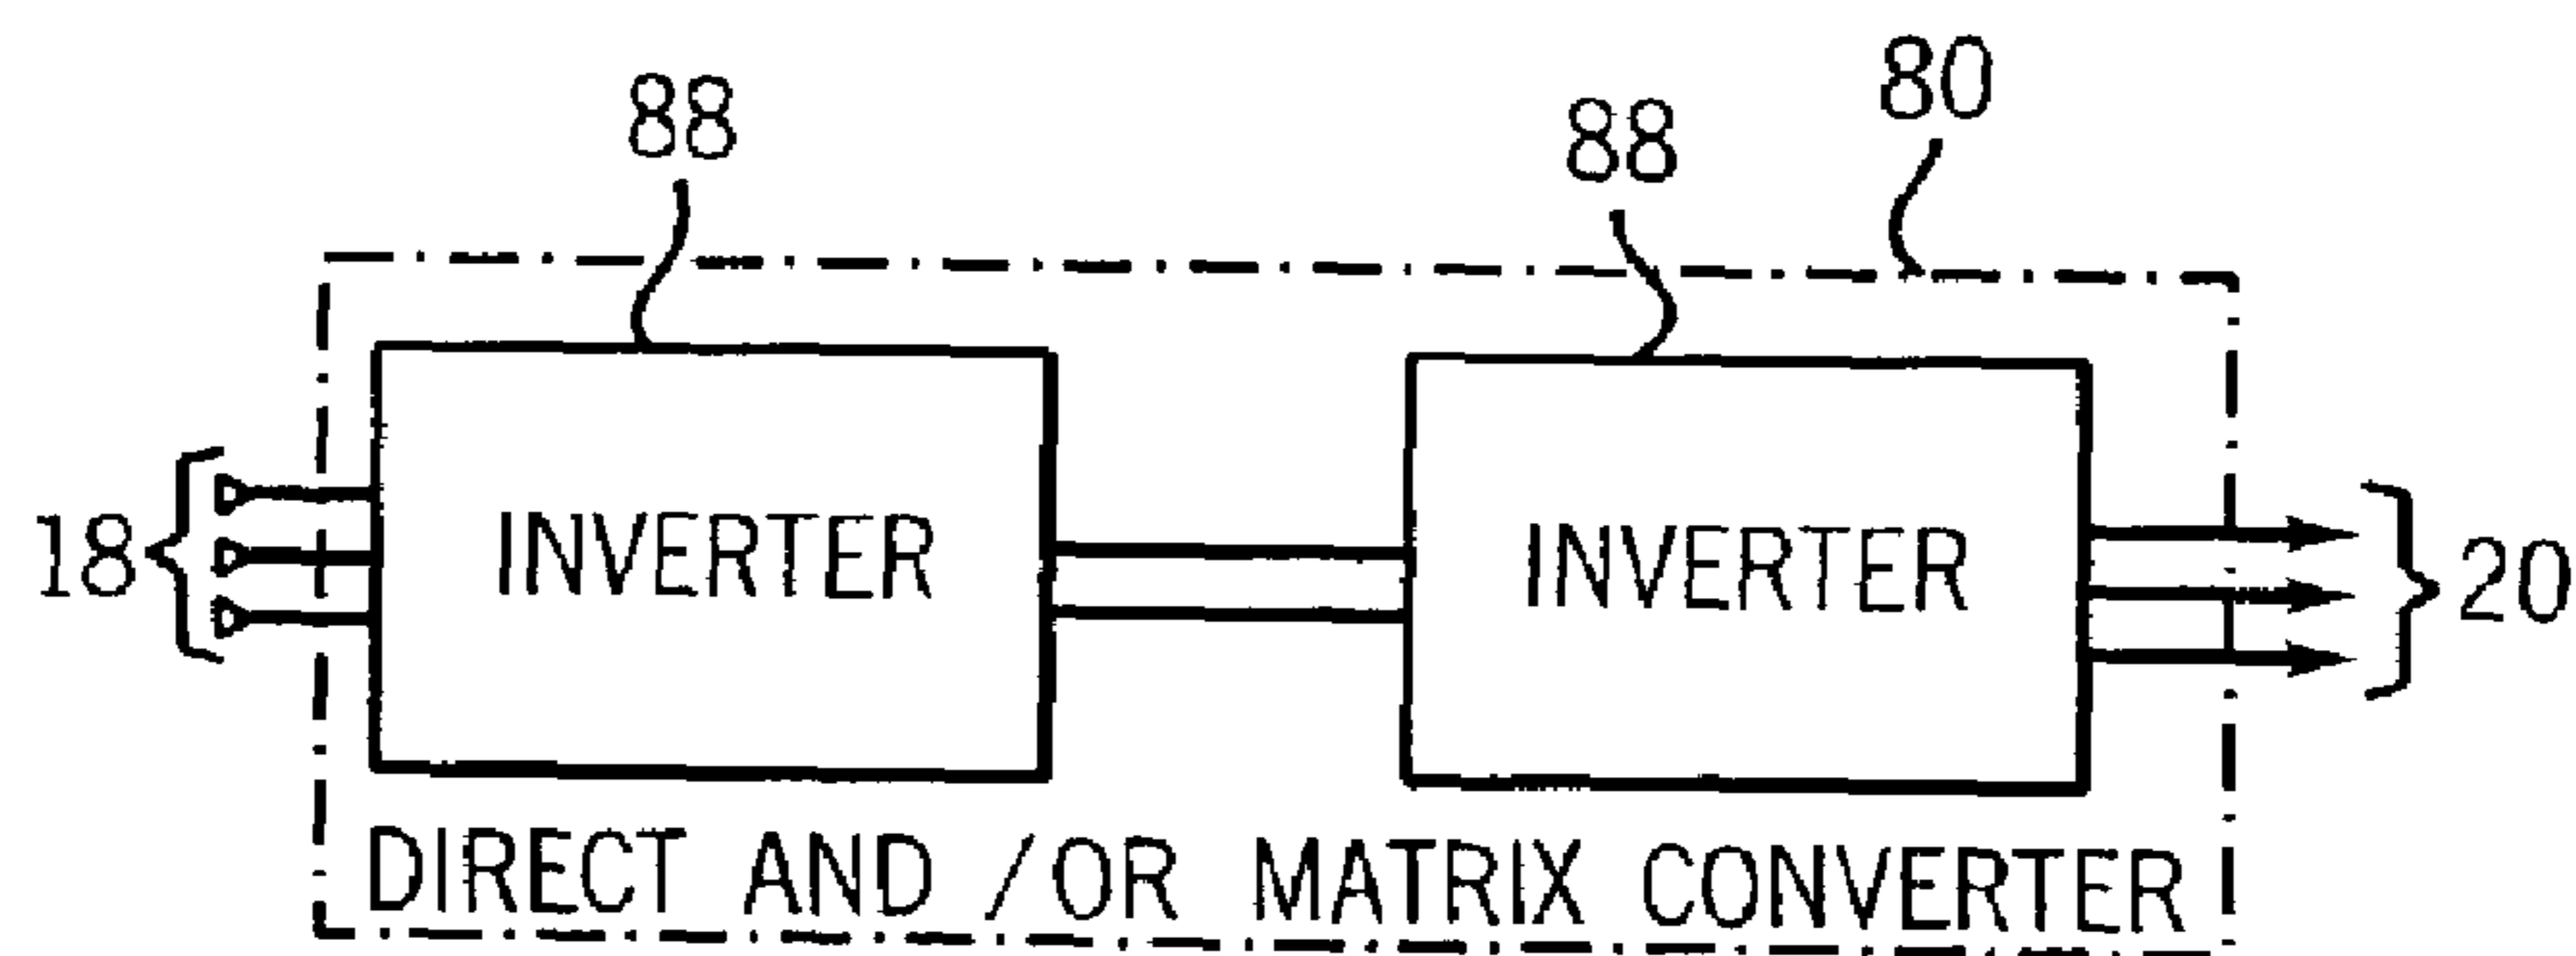 80
88
88
18
INVERTER
INVERTER
20
DIRECT AND /OR MATRIX CONVERTER